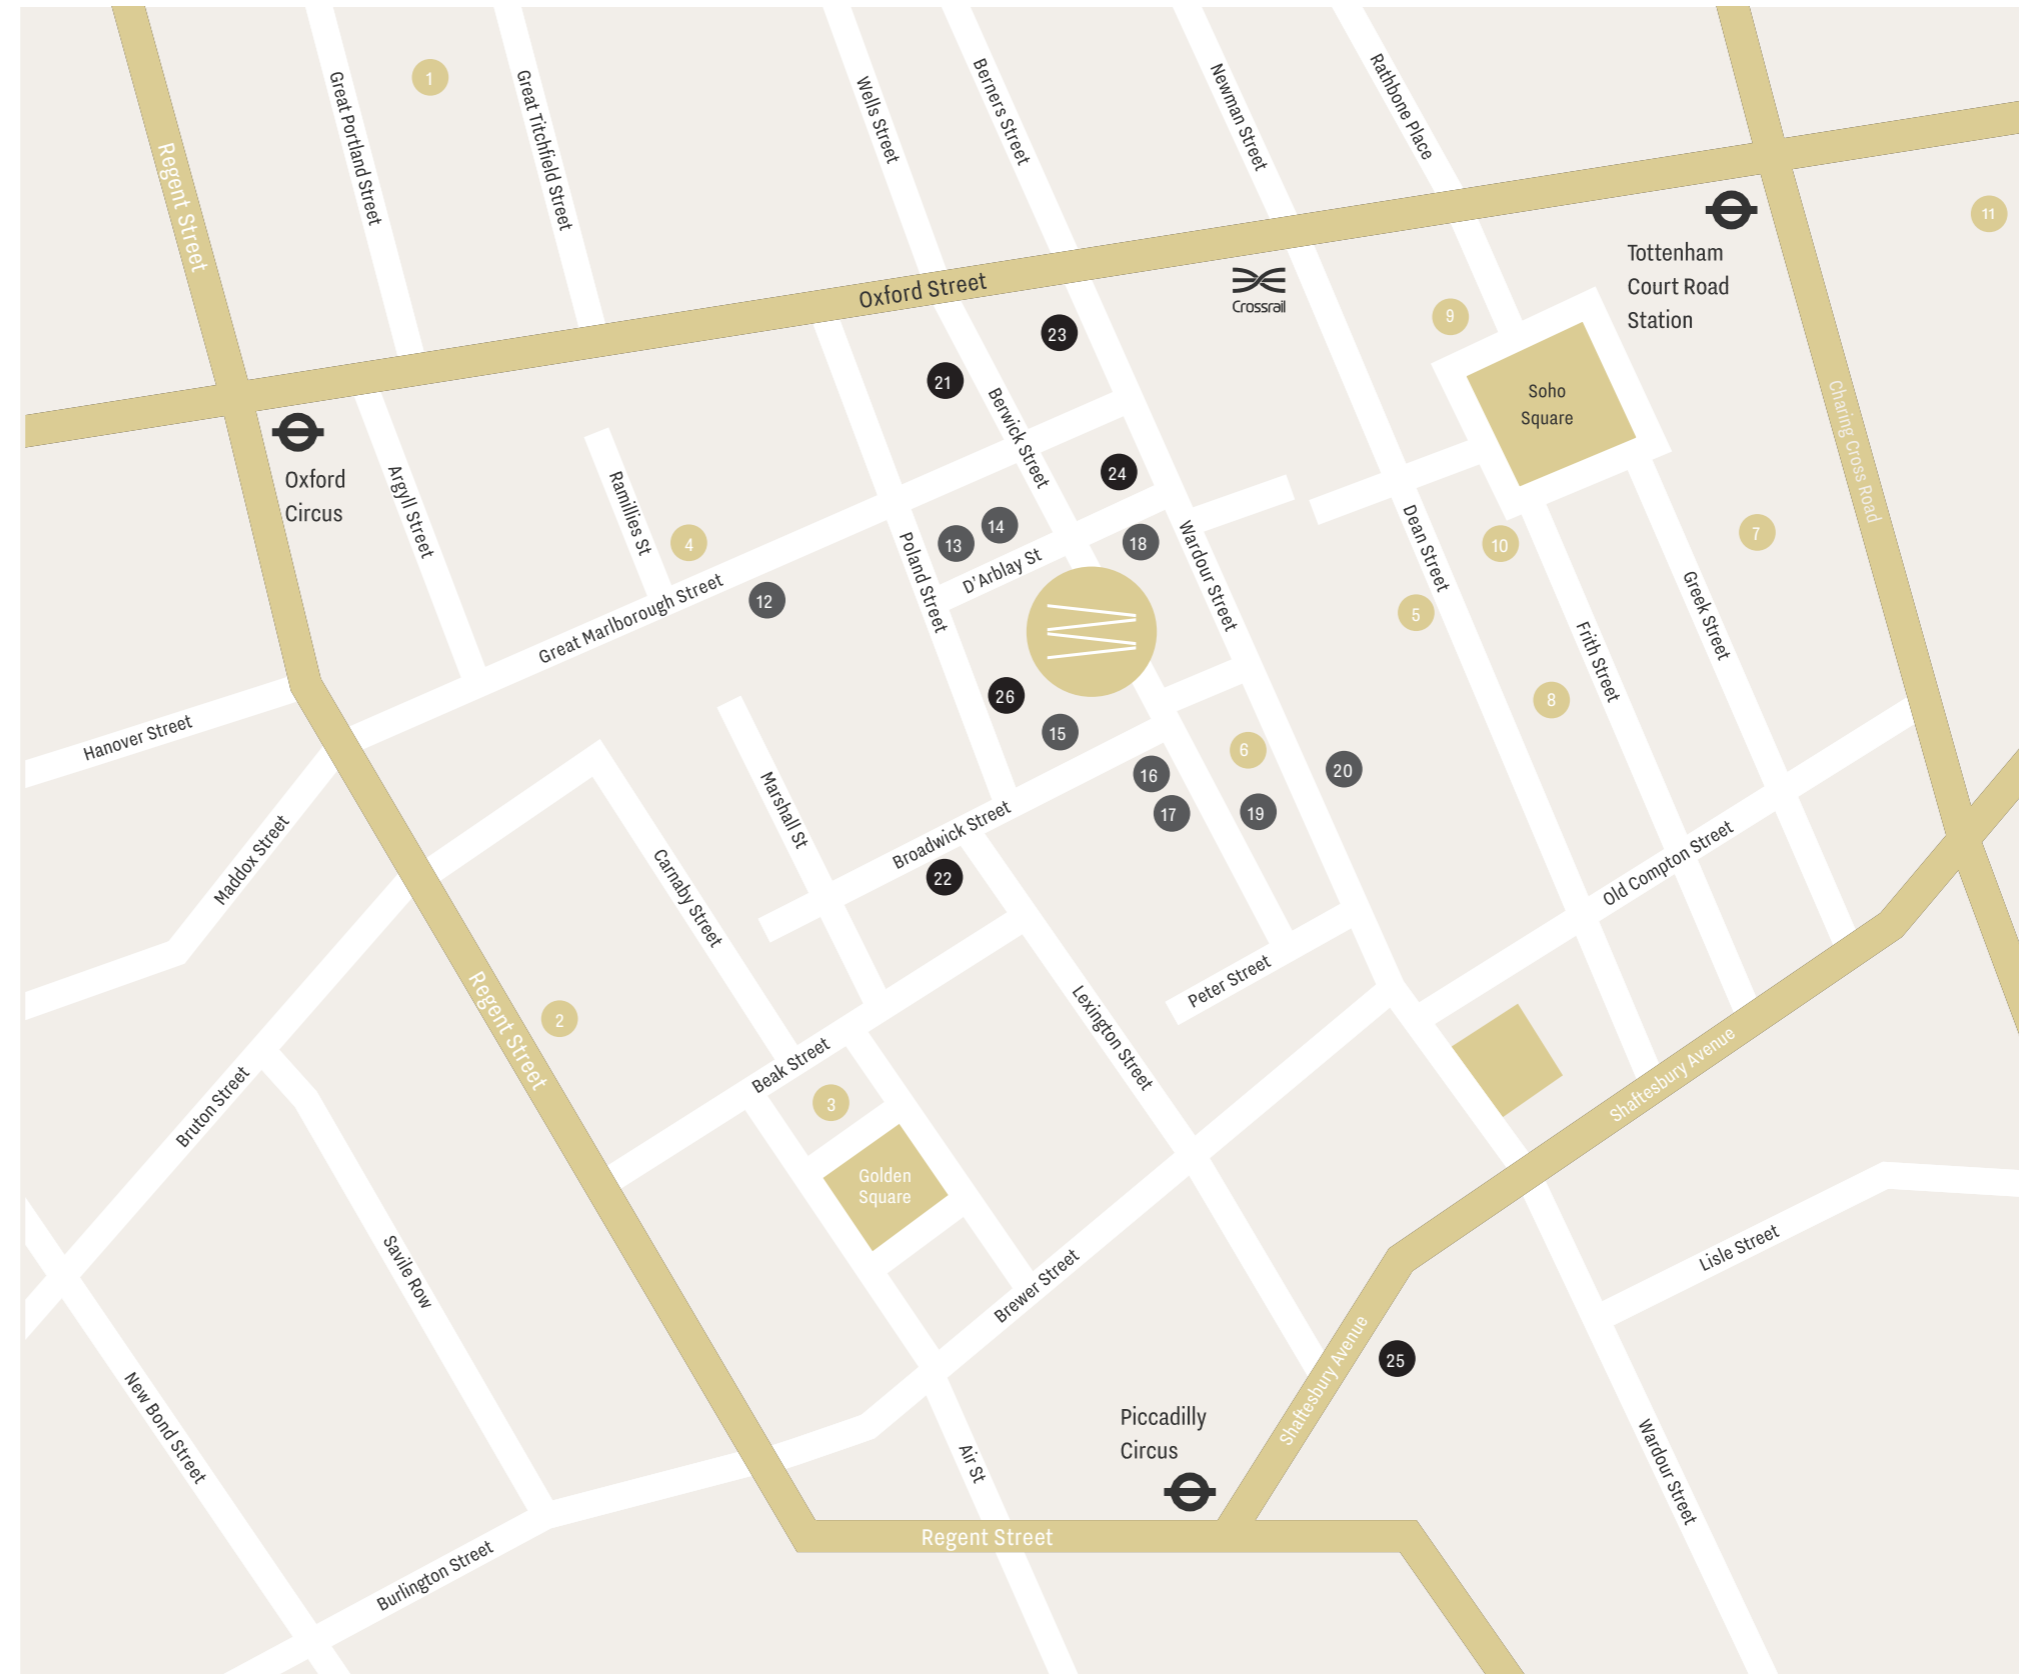 1
Great Portland Street
Great Titchfield Street
Wells Street
Berners Street
Newman Street
Rathbone Place
Regent Street
11
Tottenham
Court Road
Station
Oxford Street
Crossrail
9
23
21
Soho
Square
Berwick Street
Charing Cross Road
Oxford
Circus
Argyll Street
Ramillies St
24
4
13
14
18
Poland Street
D'Arblay St
Wardour Street
Dean Street
10
7
12
Great Marlborough Street
5
Frith Street
Greek Street
Hanover Street
26
15
8
6
16
17
19
20
Marshall St
Maddox Street
Carnaby Street
Broadwick Street
22
Old Compton Street
Regent Street
2
Lexington Street
Peter Street
Beak Street
Bruton Street
3
Shaftesbury Avenue
Golden
Square
Savile Row
Brewer Street
Lisle Street
25
Shaftesbury Avenue
New Bond Street
Air St
Piccadilly
Circus
Wardour Street
Regent Street
Burlington Street